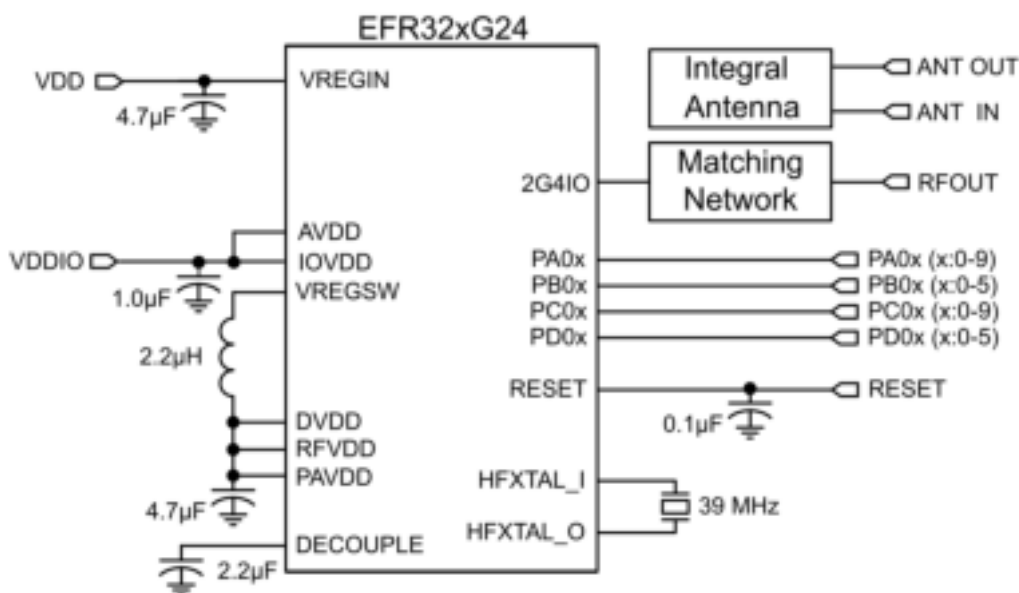 EFR32xG24
VDD
4.7µF
VREGIN
Integral
Antenna
ANT OUT
ANT IN
2G4IO
Matching
Network
RFOUT
AVDD
VDDIO
IOVDD
1.0µF
VREGSW
2.2µH
PA0x
PA0x (x:0-9)
PB0x
PB0x (x:0-5)
PC0x
PC0x (x:0-9)
PD0x
PD0x (x:0-5)
RESET
RESET
0.1µF
DVDD
RFVDD
PAVDD
4.7µF
HFXTAL_I
39 MHz
HFXTAL_O
DECOUPLE
2.2µF